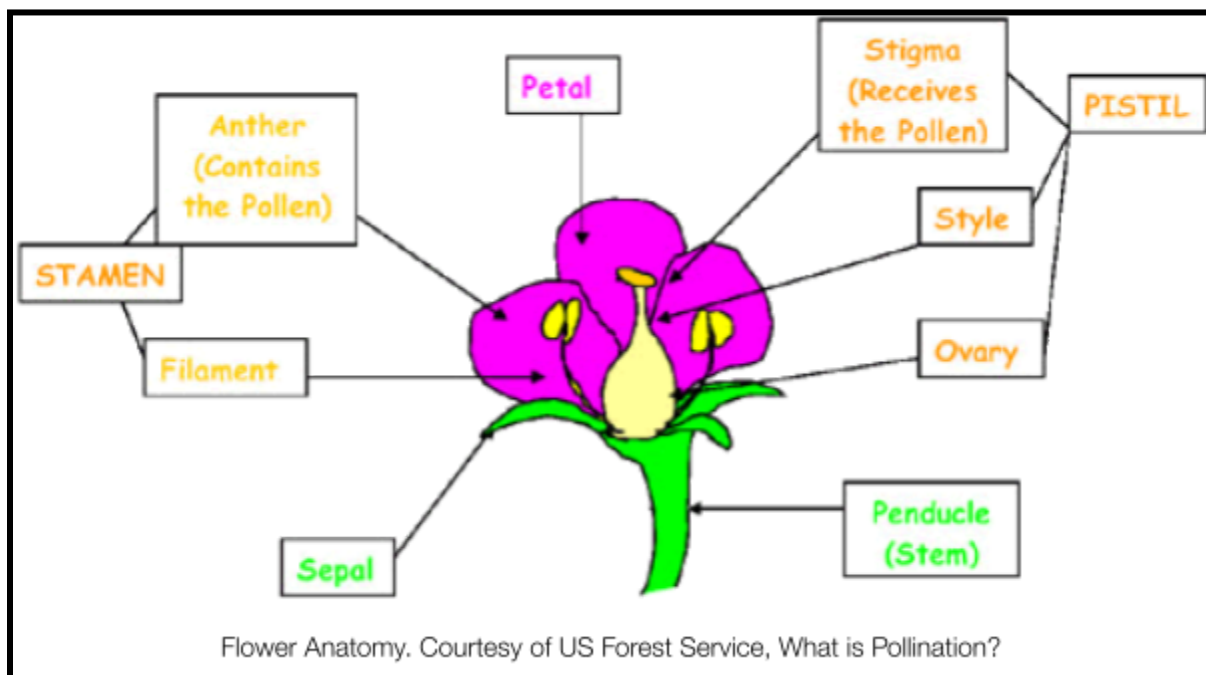 Petal
Stigma
(Receives
the Pollen)
PISTIL
Anther
(Contains
the Pollen)
Style
STAMEN
Filament
Ovary
Sepal
Penducle
(Stem)
Flower Anatomy. Courtesy of US Forest Service, What is Pollination?